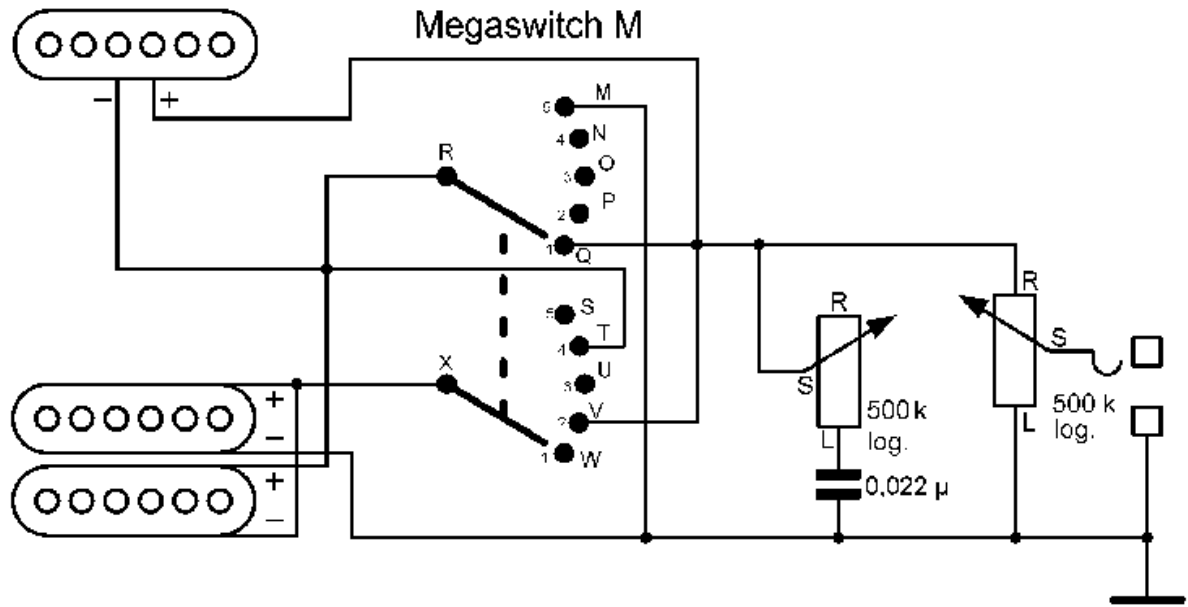 Megaswitch M
− +
5 M
4 N
R 3 O
2 P
1 Q
5 S
4 T
X 3 U
2 V
1 W
+
−
+
−
R
S
L
500 k
log.
0,022 µ
R
S
L
500 k
log.